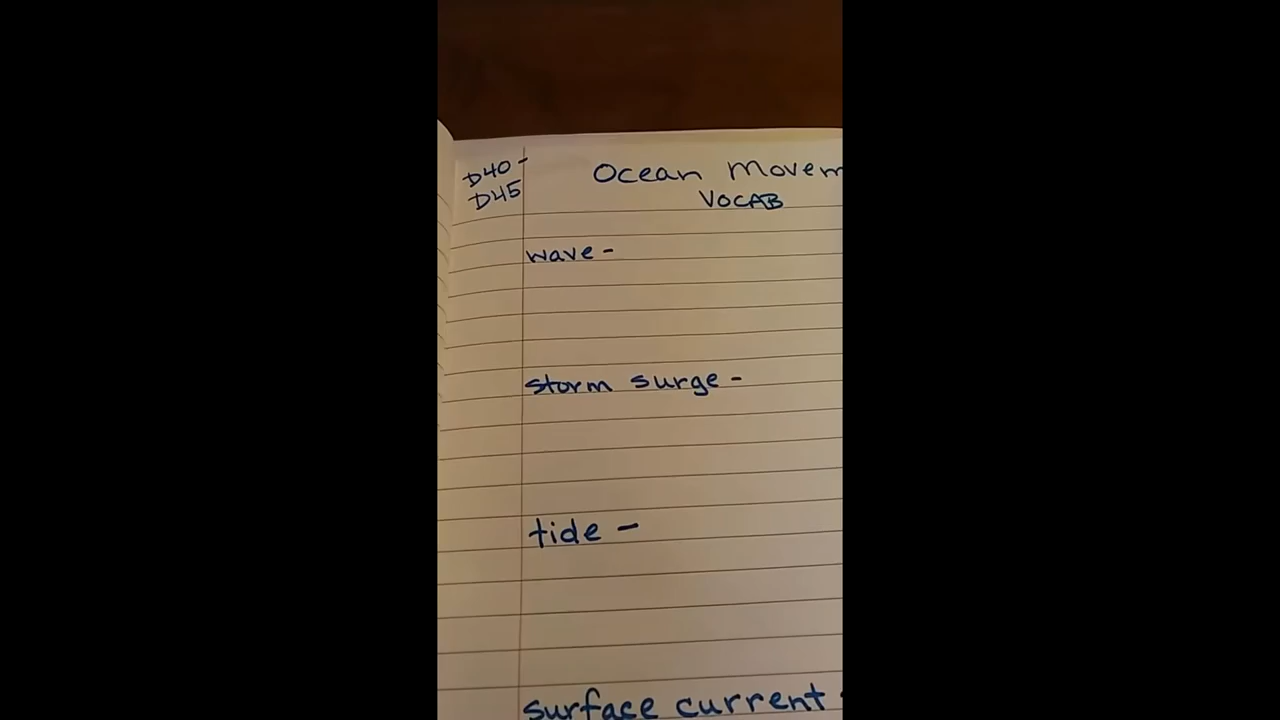 D40-
D45
Ocean Movem
VOCAB
wave -
storm surge -
tide -
surface current -